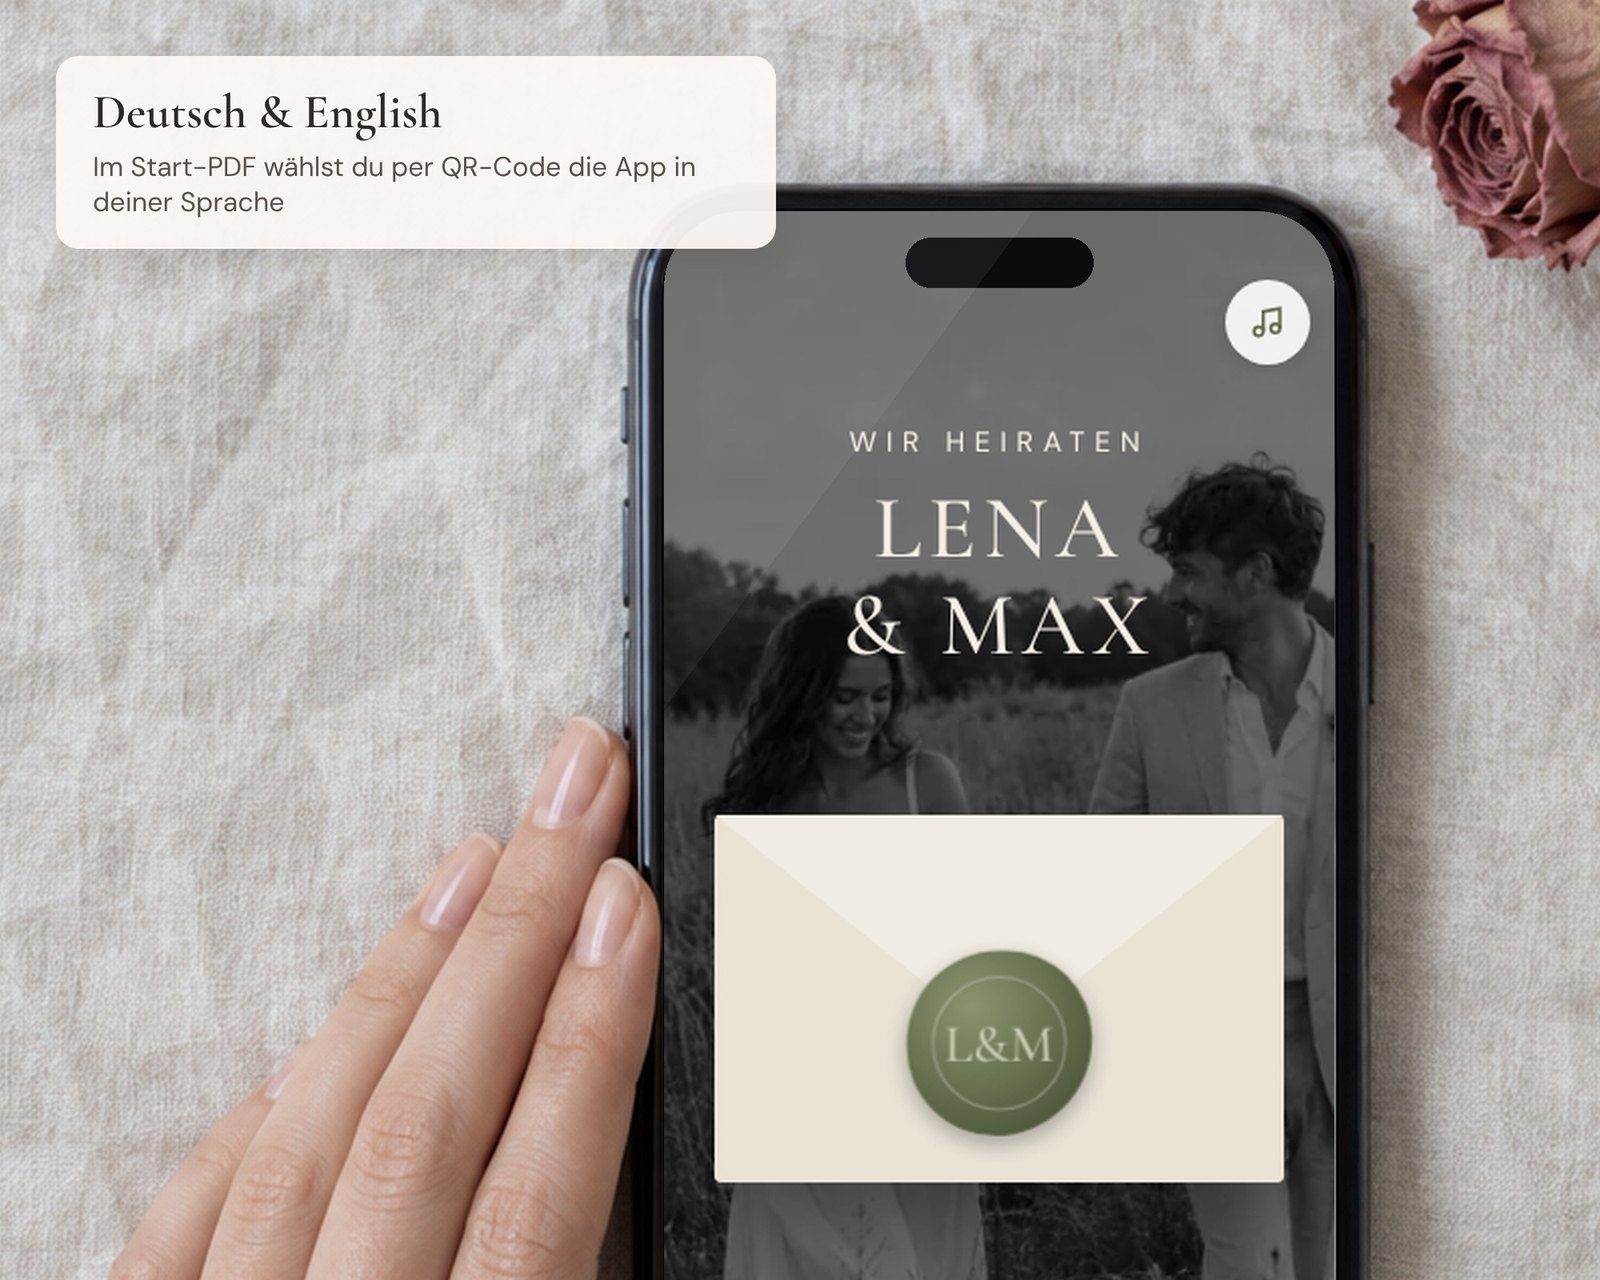 Deutsch & English
Im Start-PDF wählst du per QR-Code die App in
deiner Sprache
WIR HEIRATEN
LENA
& MAX
L&M